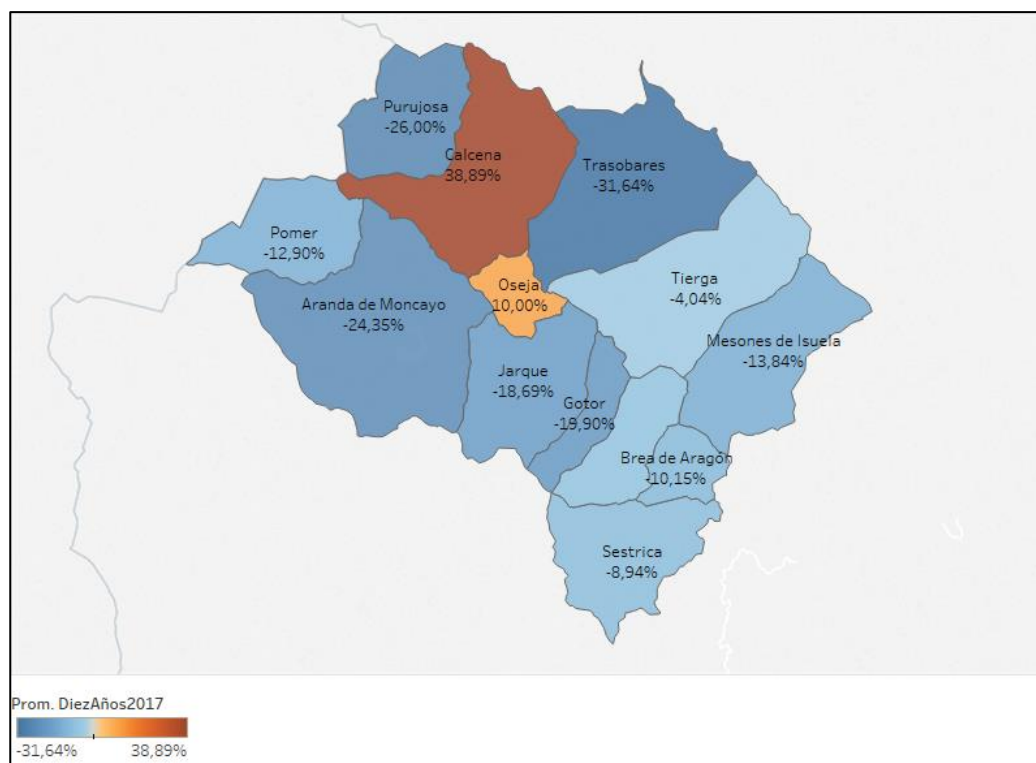 Purujosa
-26,00%
Calcena
38,89%
Trasobares
-31,64%
Pomer
-12,90%
Aranda de Moncayo
-24,35%
Oseja
10,00%
Tierga
-4,04%
Mesones de Isuela
-13,84%
Jarque
-18,69%
Gotor
-19,90%
Brea de Aragón
-10,15%
Sestrica
-8,94%
Prom. DiezAños2017
-31,64% 38,89%